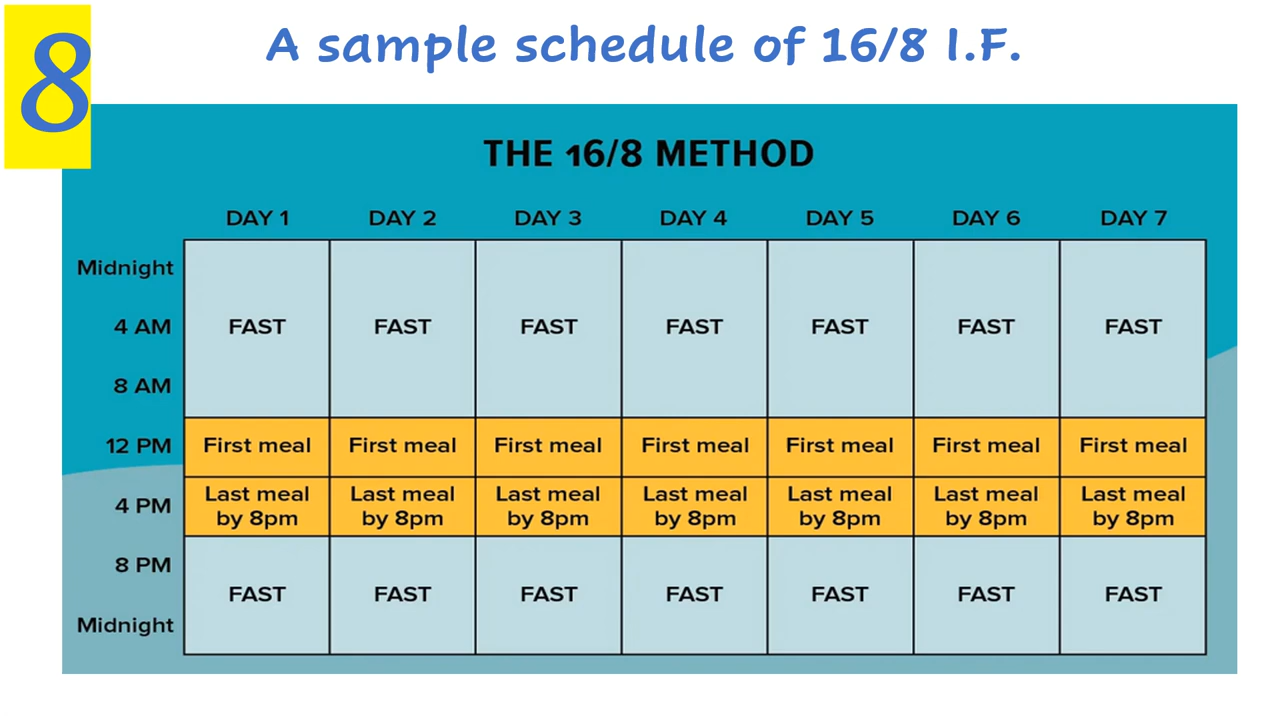 8
A sample schedule of 16/8 I.F.
THE 16/8 METHOD
DAY 1 DAY 2 DAY 3 DAY 4 DAY 5 DAY 6 DAY 7
Midnight
4 AM FAST FAST FAST FAST FAST FAST FAST
8 AM
12 PM First meal First meal First meal First meal First meal First meal First meal
Last meal Last meal Last meal Last meal Last meal Last meal Last meal
4 PM
by 8pm by 8pm by 8pm by 8pm by 8pm by 8pm by 8pm
8 PM
FAST FAST FAST FAST FAST FAST FAST
Midnight